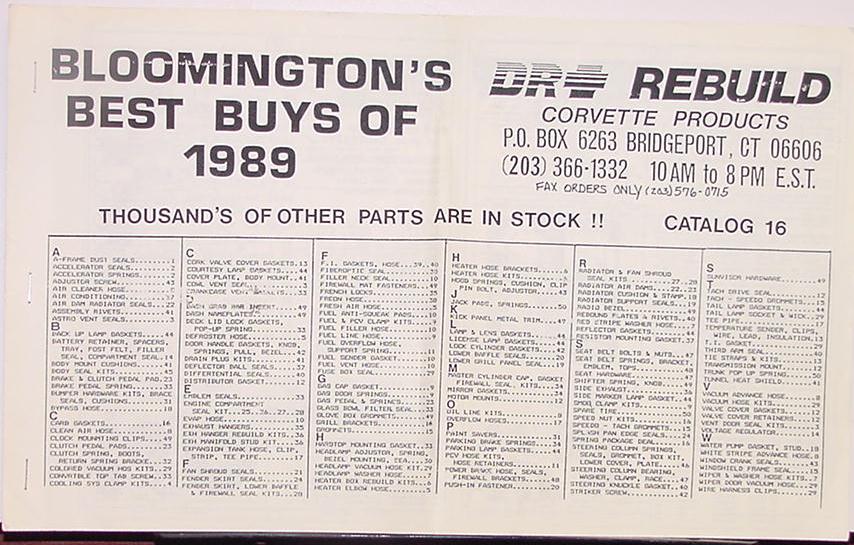 BLOOMINGTON'S
BEST BUYS OF
1989
DR REBUILD
CORVETTE PRODUCTS
P.O. BOX 6263 BRIDGEPORT, CT 06606
(203) 366-1332 10AM to 8PM E.S.T.
FAX ORDERS ONLY (203) 576-0715
THOUSAND'S OF OTHER PARTS ARE IN STOCK !!
CATALOG 16
A
A-FRAME DUST SEALS
ACCELERATOR SEALS
ACCELERATOR SPRINGS
ADJUSTOR SCREW
AIR CLEANER HOSE
AIR CONDITIONING
AIR DAM RADIATOR SEALS
ASSEMBLY RIVETS
ASTRO VENT SEALS
B
BACK UP LAMP GASKETS
BATTERY RETAINER, SPACERS,
TRAY, POST FELT, FILLER
SEAL, COMPARTMENT SEAL
BODY MOUNT CUSHIONS
BODY SEAL KITS
BRAKE & CLUTCH PEDAL PAD
BRAKE PEDAL SPRING
BUMPER HARDWARE KITS, BRACE
SEALS, CUSHIONS
BYPASS HOSE
C
CARB GASKETS
CLEAN AIR HOSE
CLOCK MOUNTING CLIPS
CLUTCH PEDAL PADS
CLUTCH SPRING, BOOTS,
RETURN SPRING BRACE
COLORED VACUUM HOS KITS
CONVERTIBLE TOP TAB SCREW
COOLING SYS CLAMP KITS
C
CORK VALVE COVER GASKETS
COURTESY LAMP GASKETS
COVER PLATE, BODY MOUNT
COWL VENT SEAL
CRANKCASE VENT
DASH GRAB BAR INSERT
DASH NAMEPLATES
DECK LID LOCK GASKETS,
POP-UP SPRING
DEFROSTER HOSE
DOOR HANDLE GASKETS, KNOB
SPRINGS, PULL, BEZEL
DRAIN PLUG KITS
DEFLECTOR BALL STUDS
DIFFERENTIAL SEALS
DISTRIBUTOR GASKET
E
EMBLEM SEALS
ENGINE COMPARTMENT
SEAL KIT
EVAP HOSE
EXHAUST HANGERS
EX HANGER REBUILD KITS
EXH MANIFOLD STUD KIT
EXPANSION TANK HOSE, CLIP,
STRIP
F
FAN SHROUD SEALS
FENDER SKIRT SEALS
FENDER SKIRT, LOWER BAFFLE
& FIREWALL SEAL KITS
F
F.I. GASKETS, HOSE
FIBEROPTIC SEAL
FILLER NECK SEAL
FIREWALL MAT FASTENERS
FRENCH LOCKS
FREON HOSE
FRESH AIR HOSE
FUEL ANTI-SQUEAK PADS
FUEL & PCV CLAMP KITS
FUEL FILLER HOSE
FUEL LINE HOSE
FUEL OVERFLOW HOSE,
SUPPORT SPRING
FUEL SENDER GASKET
FUEL VENT HOSE
FUSE BOX SEAL
G
GAS CAP GASKET
GAS DOOR SPRINGS
GAS PEDAL & SPRINGS
GLASS BOWL FILTER SEAL
GLOVE BOX GROMMETS
GRILL BRACKETS
GROMMETS
H
HARDTOP MOUNTING GASKET
HEADLAMP ADJUSTOR, SPRING,
BEZEL MOUNTING, SEAL
HEADLAMP VACUUM HOSE KIT
HEADLAMP WASHER HOSE
HEATER BOX REBUILD KITS
HEATER ELBOW HOSE
H
HEATER HOSE BRACKETS
HEATER HOSE KITS
HOOD SPRINGS, CUSHION, CLIP
PIN BOLT, ADJUSTOR
J
JACK PADS, SPRINGS
K
KICK PANEL METAL TRIM
L
LAMP & LENS GASKETS
LICENSE LAMP GASKETS
LOCK CYLINDER GASKETS
LOWER BAFFLE SEALS
LOWER GRILL PANEL SEAL
M
MASTER CYLINDER CAP, GASKET
FIREWALL SEAL, KITS
MIRROR GASKETS
MOTOR MOUNTS
O
OIL LINE KITS
OVERFLOW HOSES
P
PAINT SAVERS
PARKING BRAKE SPRINGS
PARKING LAMP GASKETS
PCV HOSE KITS,
HOSE RETAINERS
POWER BRAKE HOSE, SEALS,
FIREWALL BRACKETS
PUSH-IN FASTENER
R
RADIATOR & FAN SHROUD
SEAL KITS
RADIATOR AIR DAMS
RADIATOR CUSHION & STAMP
RADIATOR SUPPORT SEALS
RADIO BEZEL
REBOUND PLATES & RIVETS
RED STRIPE WASHER HOSE
REFLECTOR GASKETS
RESISTOR MOUNTING GASKET
S
SEAT BELT BOLTS & NUTS
SEAT BELT SPRINGS, BRACKET,
EMBLEM, TOPS
SEAT HARDWARE
SHIFTER SPRING, KNOB
SIDE EXHAUST
SIDE MARKER LAMP GASKET
SMOG CLAMP KITS
SPARE TIRE
SPEED NUT KITS
SPEEDO - TACH GROMMETS
SPLASH PAN EDGE SEALS
SPRING PACKAGE DEAL
STEERING COLUMN SPRINGS,
SEALS, GROMMET, BOX KIT,
LOWER COVER, PLATE
STEERING COLUMN BEARING,
WASHER, CLAMP, RACE
STEERING KNUCKLE GASKET
STRIKER SCREW
S
SUNVISOR HARDWARE
T
TACH DRIVE SEAL
TACH - SPEEDO GROMMETS
TAIL LAMP GASKETS
TAIL LAMP SOCKET & WICK
TEE PIPE
TEMPERATURE SENDER, CLIPS,
WIRE, LEAD, INSULATION
T.I. GASKET
THIRD ARM SEAL
TIE STRAPS & KITS
TRANSMISSION MOUNT
TRUNK POP UP SPRING
TUNNEL HEAT SHIELD
V
VACUUM ADVANCE HOSE
VACUUM HOSE KITS
VALVE COVER GASKETS
VALVE COVER RETAINERS
VENT DOOR SEAL KITS
VOLTAGE REGULATOR
W
WATER PUMP GASKET, STUD
WHITE STRIPE ADVANCE HOSE
WINDOW CRANK SEALS
WINDSHIELD FRAME SEAL
WIPER & WASHER HOSE KITS
WIPER DOOR VACUUM HOSE
WIRE HARNESS CLIPS